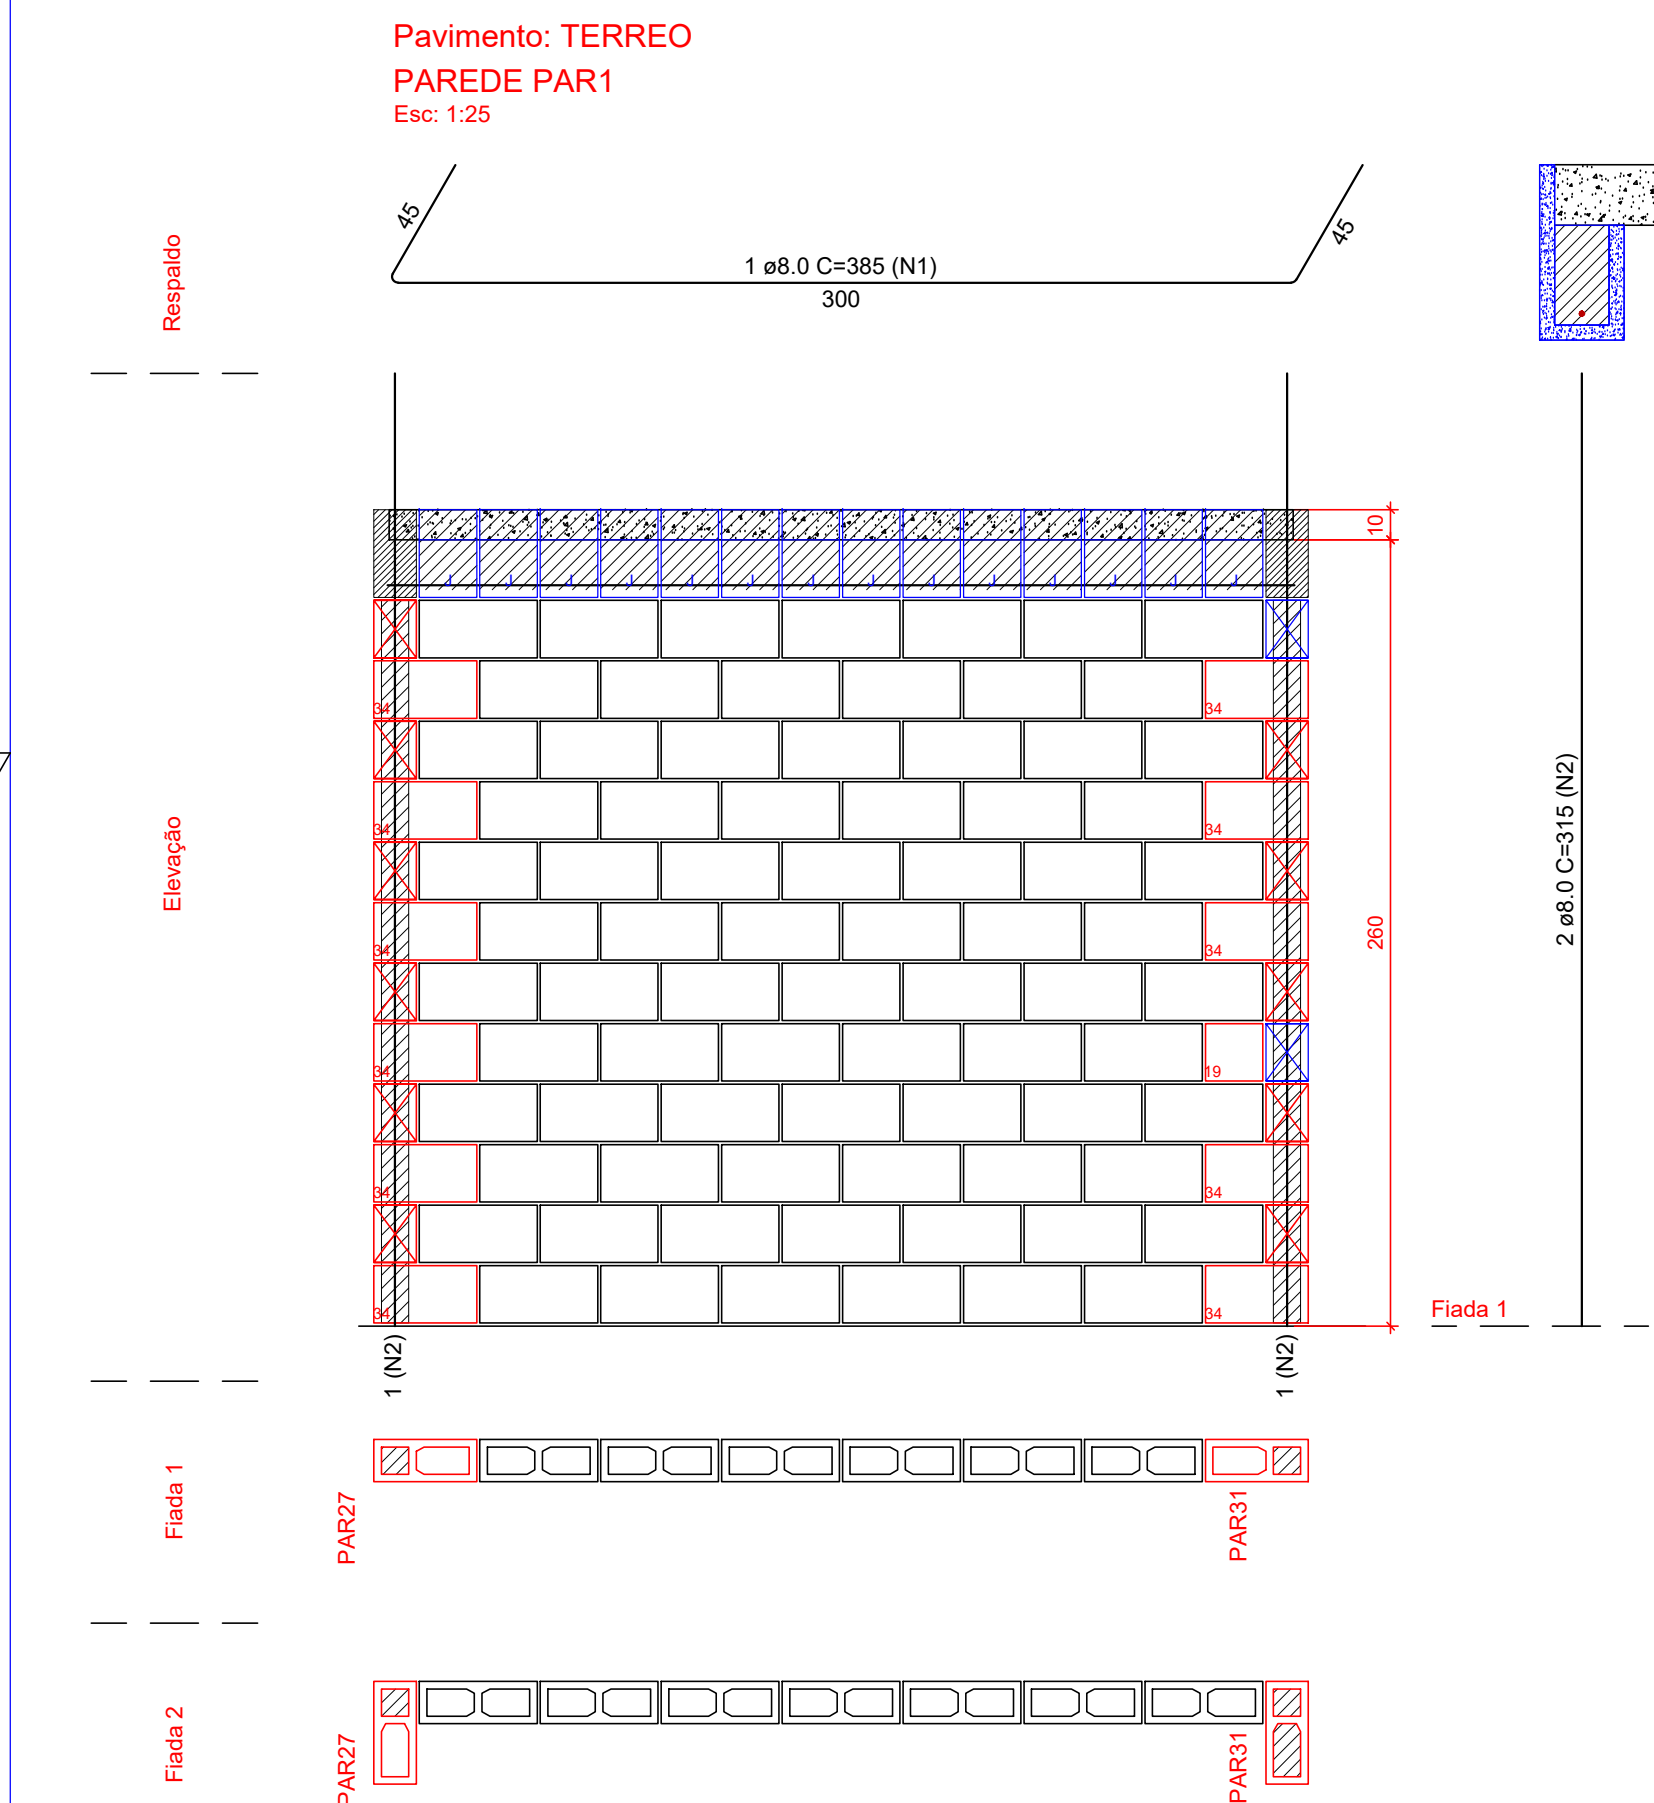 Pavimento: TERREO
PAREDE PAR1
Esc: 1:25
Respaldo
45
45
1 ø8.0 C=385 (N1)
300
Elevação
10
260
2 ø8.0 C=315 (N2)
34
34
34
34
34
34
34
19
34
34
34
34
Fiada 1
1 (N2)
1 (N2)
Fiada 1
PAR27
PAR31
Fiada 2
PAR27
PAR31